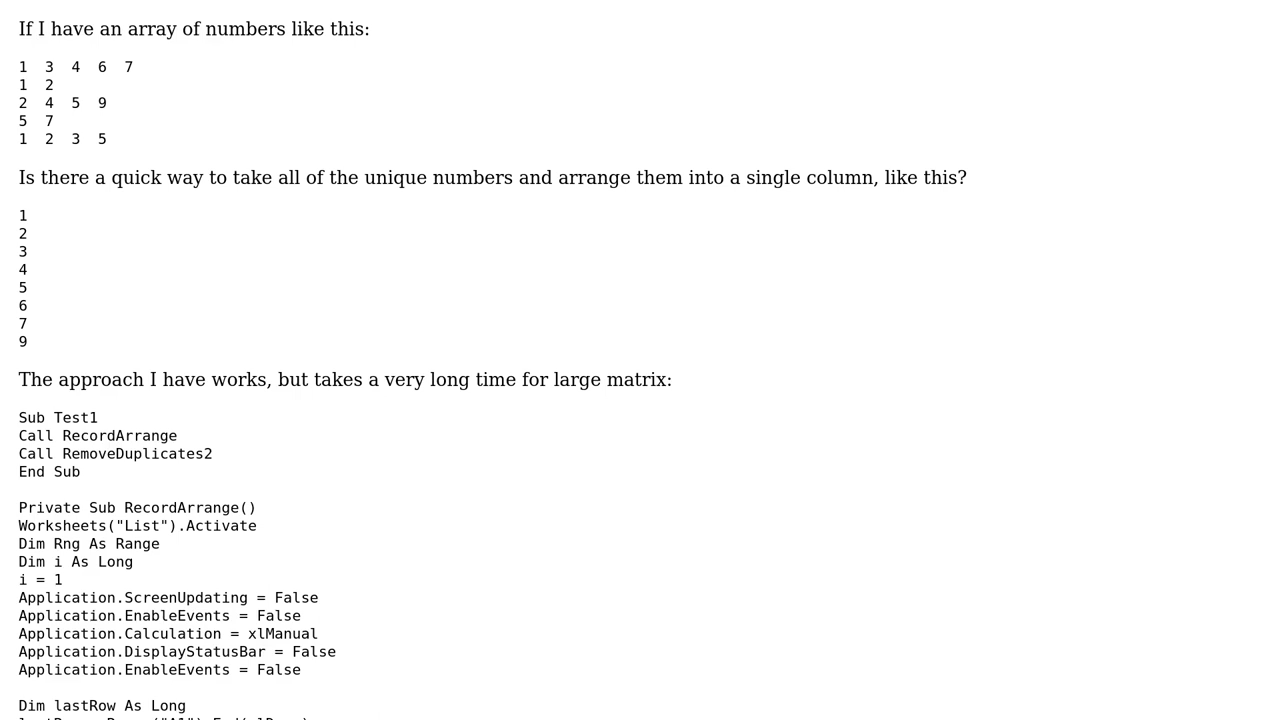 If I have an array of numbers like this:
1  3  4  6  7
1  2
2  4  5  9
5  7
1  2  3  5
Is there a quick way to take all of the unique numbers and arrange them into a single column, like this?
1
2
3
4
5
6
7
9
The approach I have works, but takes a very long time for large matrix:
Sub Test1
Call RecordArrange
Call RemoveDuplicates2
End Sub
Private Sub RecordArrange()
Worksheets("List").Activate
Dim Rng As Range
Dim i As Long
i = 1
Application.ScreenUpdating = False
Application.EnableEvents = False
Application.Calculation = xlManual
Application.DisplayStatusBar = False
Application.EnableEvents = False
Dim lastRow As Long